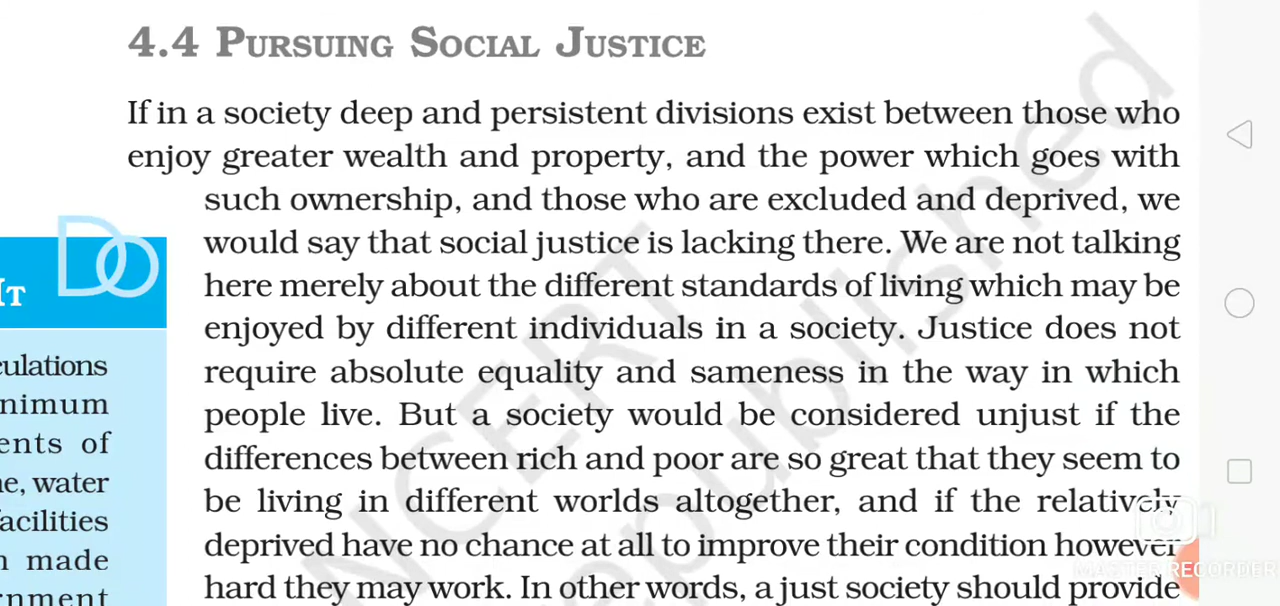 4.4 PURSUING SOCIAL JUSTICE
If in a society deep and persistent divisions exist between those who
enjoy greater wealth and property, and the power which goes with
such ownership, and those who are excluded and deprived, we
would say that social justice is lacking there. We are not talking
here merely about the different standards of living which may be
enjoyed by different individuals in a society. Justice does not
require absolute equality and sameness in the way in which
people live. But a society would be considered unjust if the
differences between rich and poor are so great that they seem to
be living in different worlds altogether, and if the relatively
deprived have no chance at all to improve their condition however
hard they may work. In other words, a just society should provide
DO
IT
culations
nimum
ents of
e, water
facilities
made
rnment
NCERT
republished
MASTER RECORDER